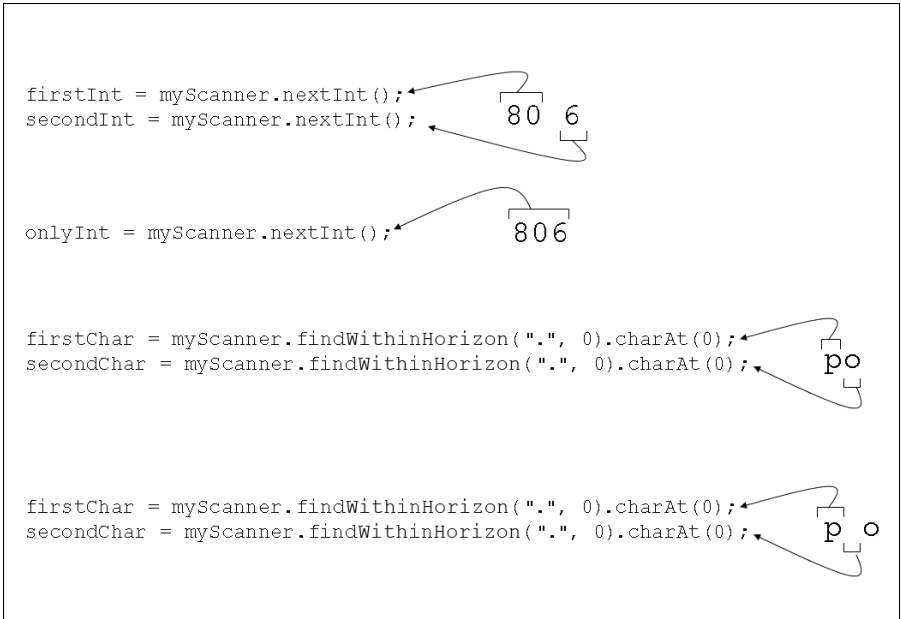 firstInt = myScanner.nextInt();
secondInt = myScanner.nextInt();
80 6
onlyInt = myScanner.nextInt();
806
firstChar = myScanner.findWithinHorizon(".", 0).charAt(0);
secondChar = myScanner.findWithinHorizon(".", 0).charAt(0);
po
firstChar = myScanner.findWithinHorizon(".", 0).charAt(0);
secondChar = myScanner.findWithinHorizon(".", 0).charAt(0);
p o